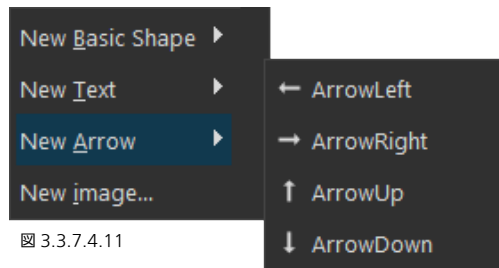 New Basic Shape
New Text
New Arrow
New image...
ArrowLeft
ArrowRight
ArrowUp
ArrowDown
図 3.3.7.4.11